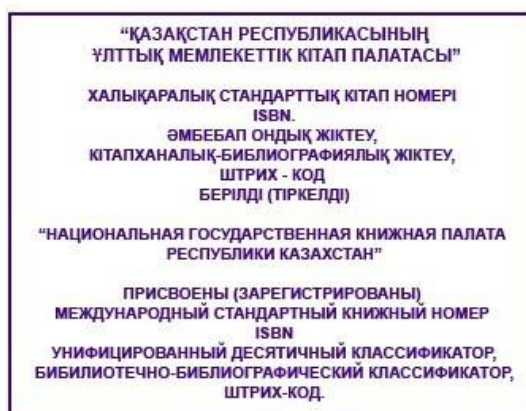 “ҚАЗАҚСТАН РЕСПУБЛИКАСЫНЫҢ
ҰЛТТЫҚ МЕМЛЕКЕТТІК КІТАП ПАЛАТАСЫ”
ХАЛЫҚАРАЛЫҚ СТАНДАРТТЫҚ КІТАП НОМЕРІ
ISBN.
ӘМБЕБАП ОНДЫҚ ЖІКТЕУ,
КІТАПХАНАЛЫҚ-БИБЛИОГРАФИЯЛЫҚ ЖІКТЕУ,
ШТРИХ - КОД
БЕРІЛДІ (ТІРКЕЛДІ)
“НАЦИОНАЛЬНАЯ ГОСУДАРСТВЕННАЯ КНИЖНАЯ ПАЛАТА
РЕСПУБЛИКИ КАЗАХСТАН”
ПРИСВОЕНЫ (ЗАРЕГИСТРИРОВАНЫ)
МЕЖДУНАРОДНЫЙ СТАНДАРТНЫЙ КНИЖНЫЙ НОМЕР
ISBN
УНИФИЦИРОВАННЫЙ ДЕСЯТИЧНЫЙ КЛАССИФИКАТОР,
БИБИЛИОТЕЧНО-БИБЛИОГРАФИЧЕСКИЙ КЛАССИФИКАТОР,
ШТРИХ-КОД.